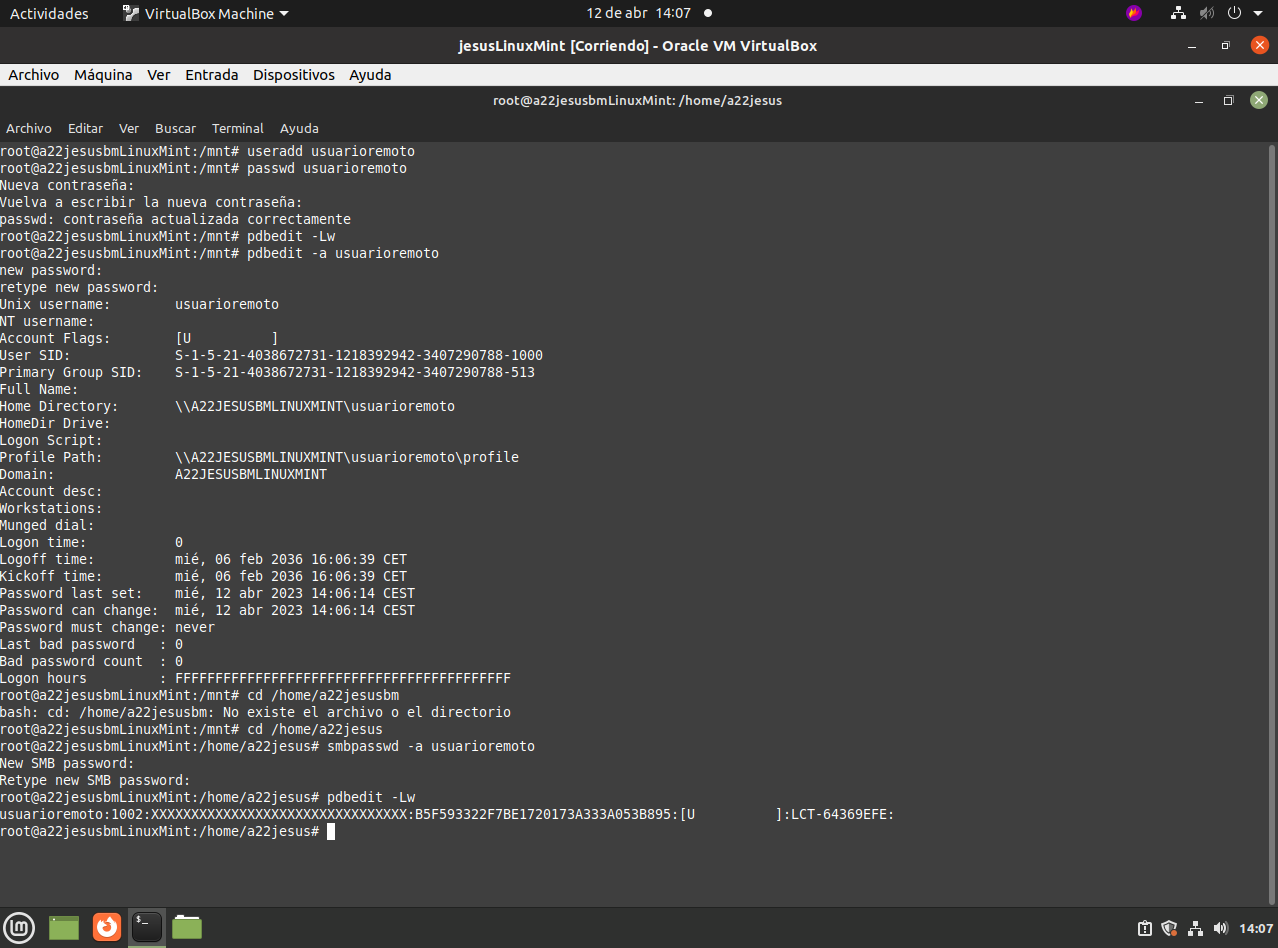 Actividades VirtualBox Machine 12 de abr 14:07
jesusLinuxMint [Corriendo] - Oracle VM VirtualBox
Archivo Máquina Ver Entrada Dispositivos Ayuda
root@a22jesusbmLinuxMint: /home/a22jesus
Archivo Editar Ver Buscar Terminal Ayuda
root@a22jesusbmLinuxMint:/mnt# useradd usuarioremoto
root@a22jesusbmLinuxMint:/mnt# passwd usuarioremoto
Nueva contraseña:
Vuelva a escribir la nueva contraseña:
passwd: contraseña actualizada correctamente
root@a22jesusbmLinuxMint:/mnt# pdbedit -Lw
root@a22jesusbmLinuxMint:/mnt# pdbedit -a usuarioremoto
new password:
retype new password:
Unix username:        usuarioremoto
NT username:
Account Flags:        [U          ]
User SID:             S-1-5-21-4038672731-1218392942-3407290788-1000
Primary Group SID:    S-1-5-21-4038672731-1218392942-3407290788-513
Full Name:
Home Directory:       \\A22JESUSBMLINUXMINT\usuarioremoto
HomeDir Drive:
Logon Script:
Profile Path:         \\A22JESUSBMLINUXMINT\usuarioremoto\profile
Domain:               A22JESUSBMLINUXMINT
Account desc:
Workstations:
Munged dial:
Logon time:           0
Logoff time:          mié, 06 feb 2036 16:06:39 CET
Kickoff time:         mié, 06 feb 2036 16:06:39 CET
Password last set:    mié, 12 abr 2023 14:06:14 CEST
Password can change:  mié, 12 abr 2023 14:06:14 CEST
Password must change: never
Last bad password   : 0
Bad password count  : 0
Logon hours         : FFFFFFFFFFFFFFFFFFFFFFFFFFFFFFFFFFFFFFFFFF
root@a22jesusbmLinuxMint:/mnt# cd /home/a22jesusbm
bash: cd: /home/a22jesusbm: No existe el archivo o el directorio
root@a22jesusbmLinuxMint:/mnt# cd /home/a22jesus
root@a22jesusbmLinuxMint:/home/a22jesus# smbpasswd -a usuarioremoto
New SMB password:
Retype new SMB password:
root@a22jesusbmLinuxMint:/home/a22jesus# pdbedit -Lw
usuarioremoto:1002:XXXXXXXXXXXXXXXXXXXXXXXXXXXXXXXX:B5F593322F7BE1720173A333A053B895:[U          ]:LCT-64369EFE:
root@a22jesusbmLinuxMint:/home/a22jesus#
14:07